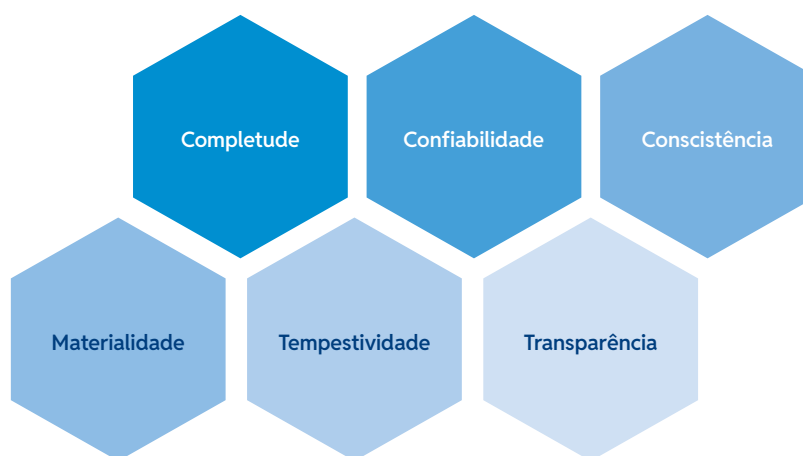 Completude
Confiabilidade
Conscistência
Materialidade
Tempestividade
Transparência